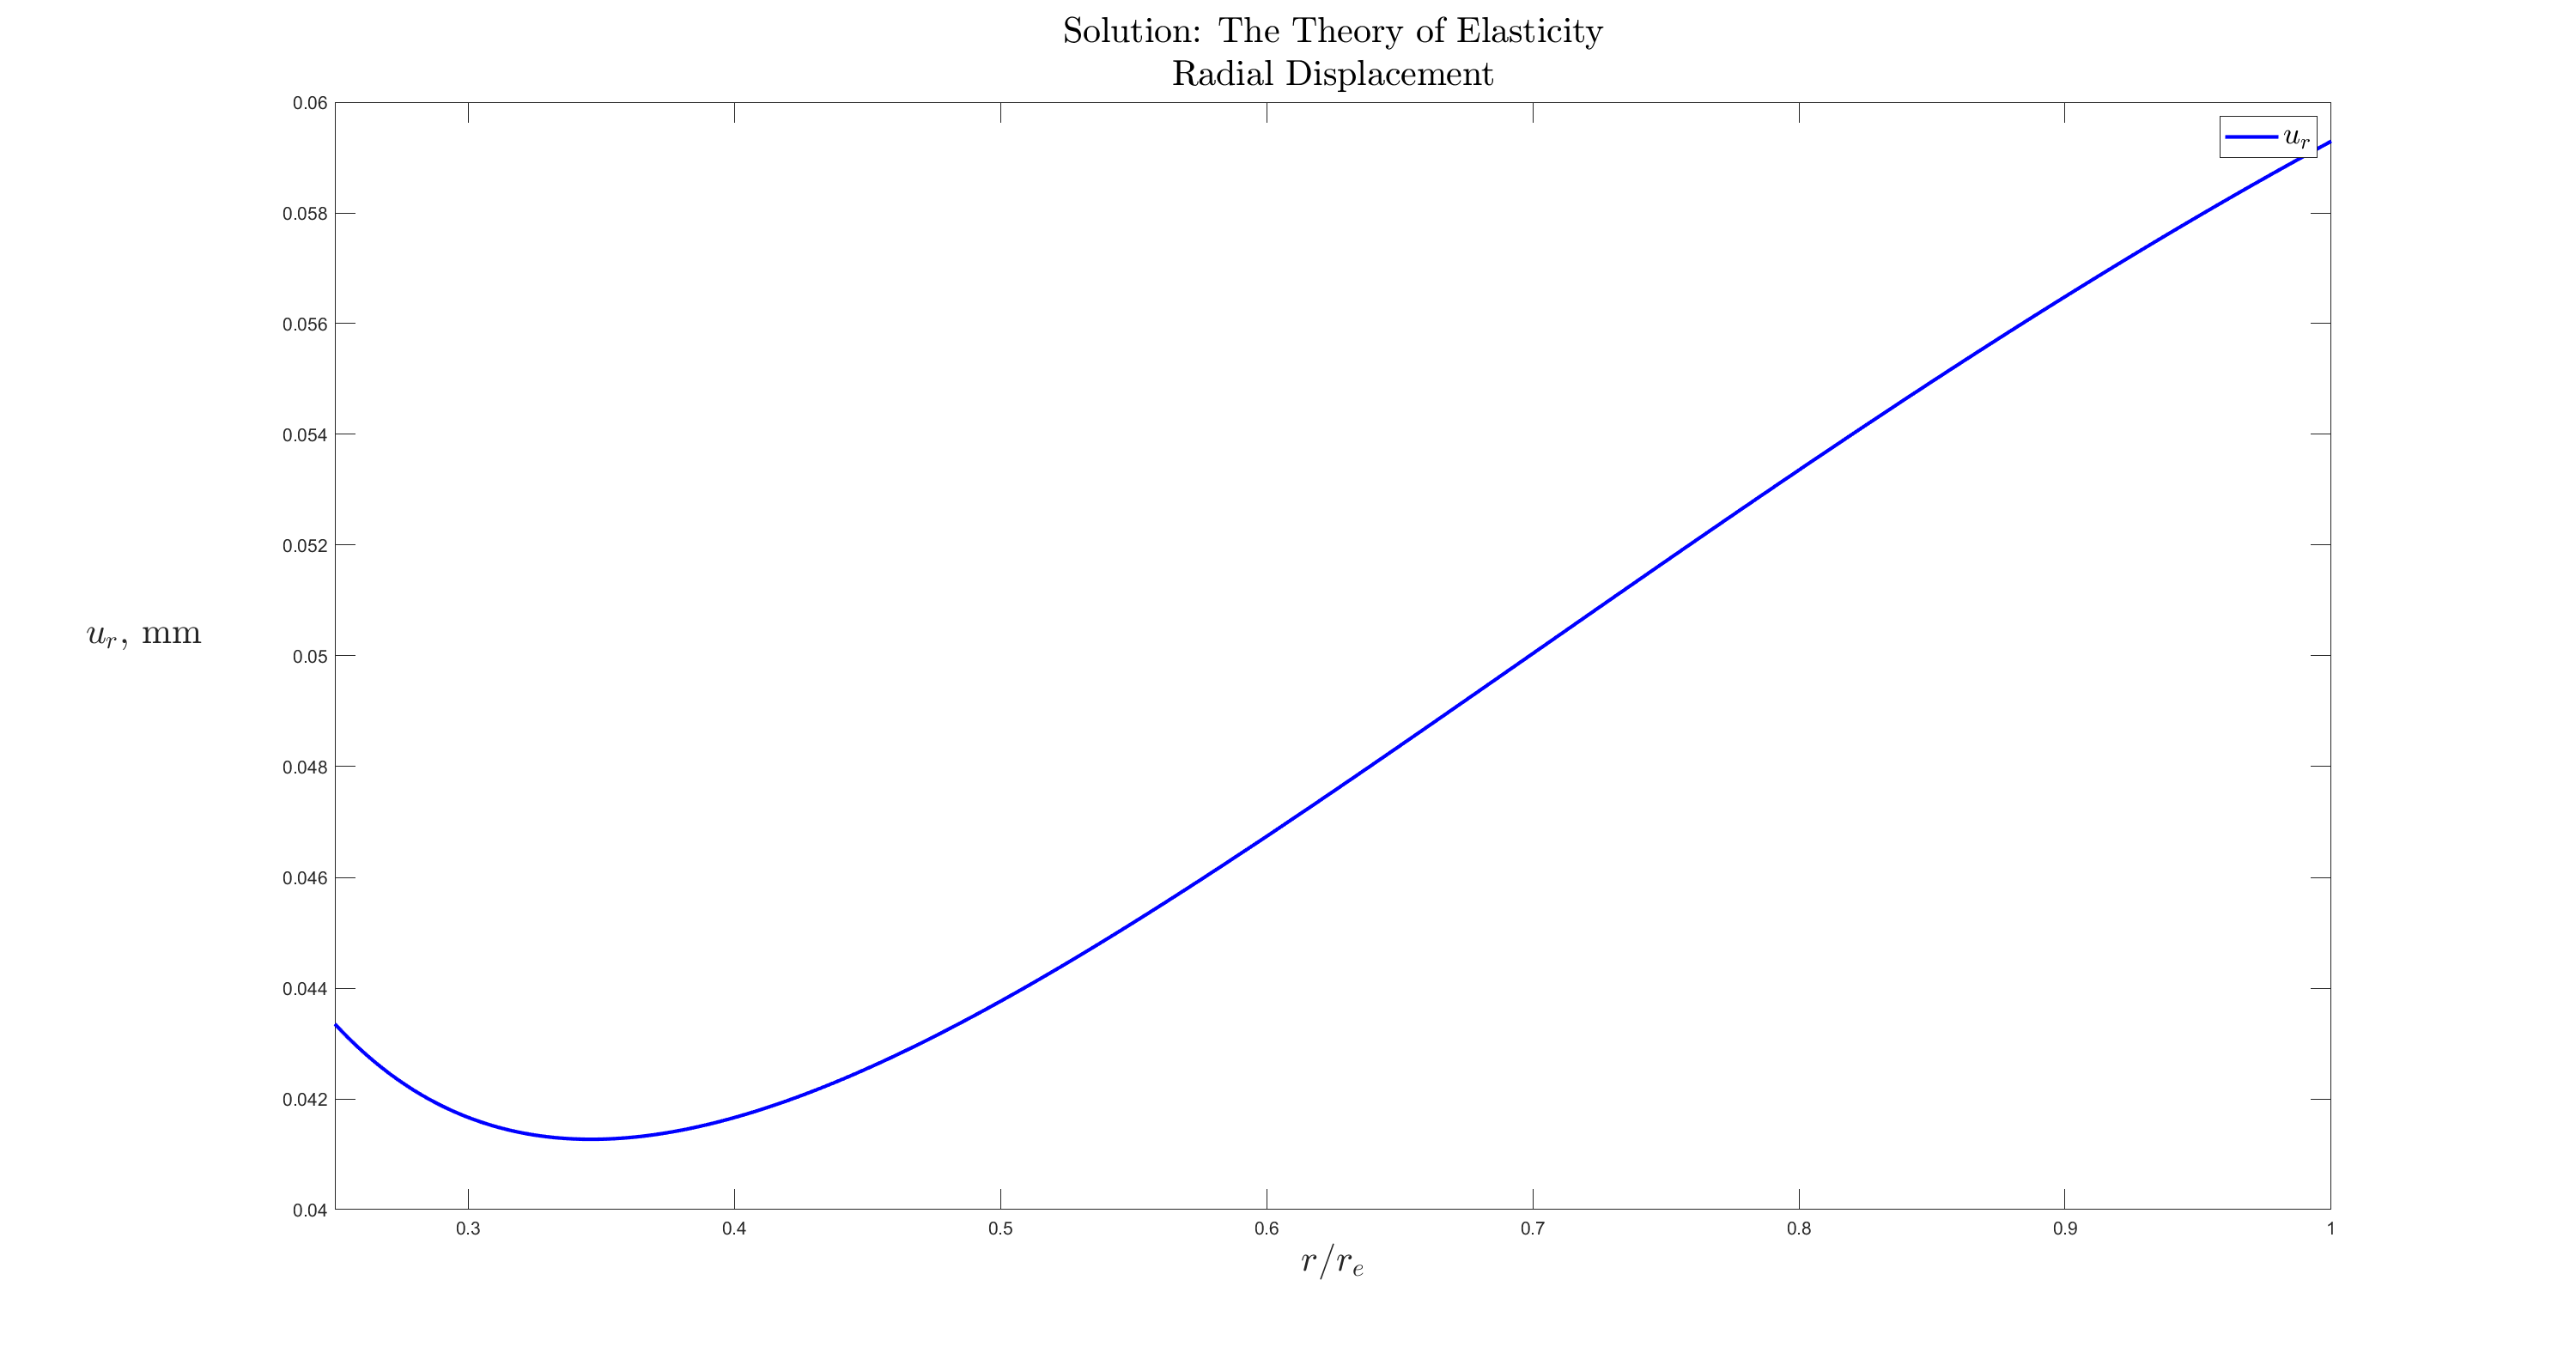 Solution: The Theory of Elasticity
Radial Displacement
u_r
0.06
0.058
0.056
0.054
0.052
0.05
0.048
0.046
0.044
0.042
0.04
u_r, mm
0.3 0.4 0.5 0.6 0.7 0.8 0.9 1
r/r_e